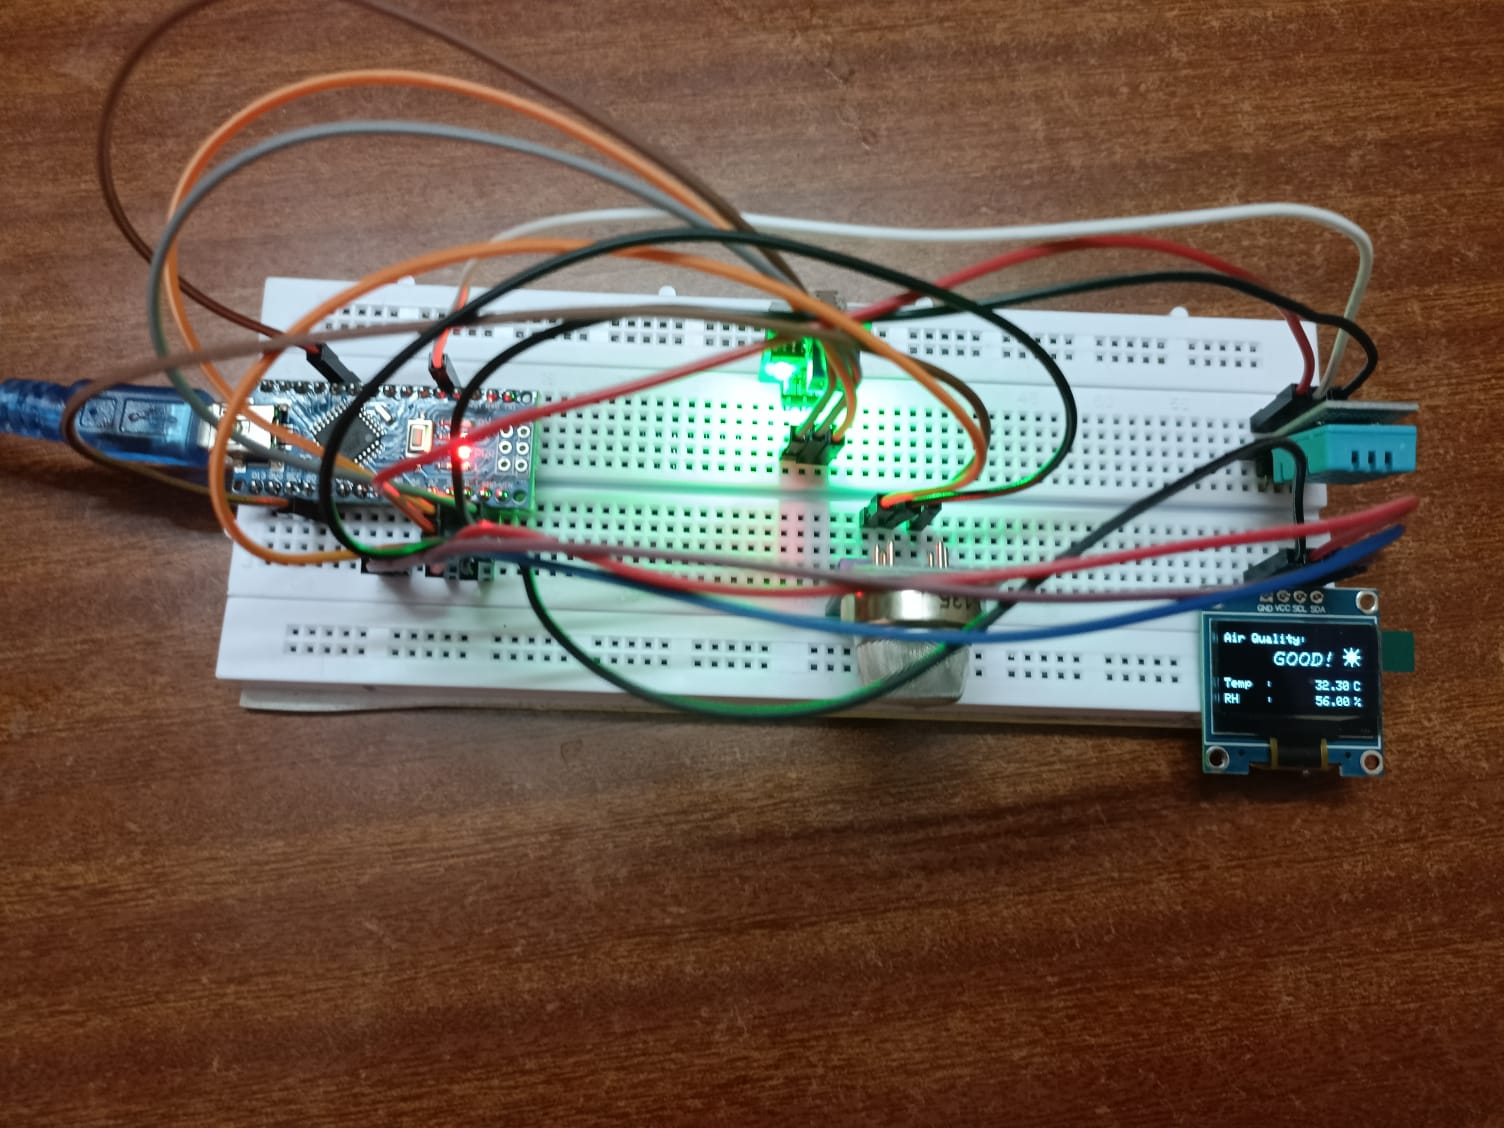 GND VCC SCL SDA
Air Quality:
GOOD!
Temp : 32.30 C
RH : 56.00 %